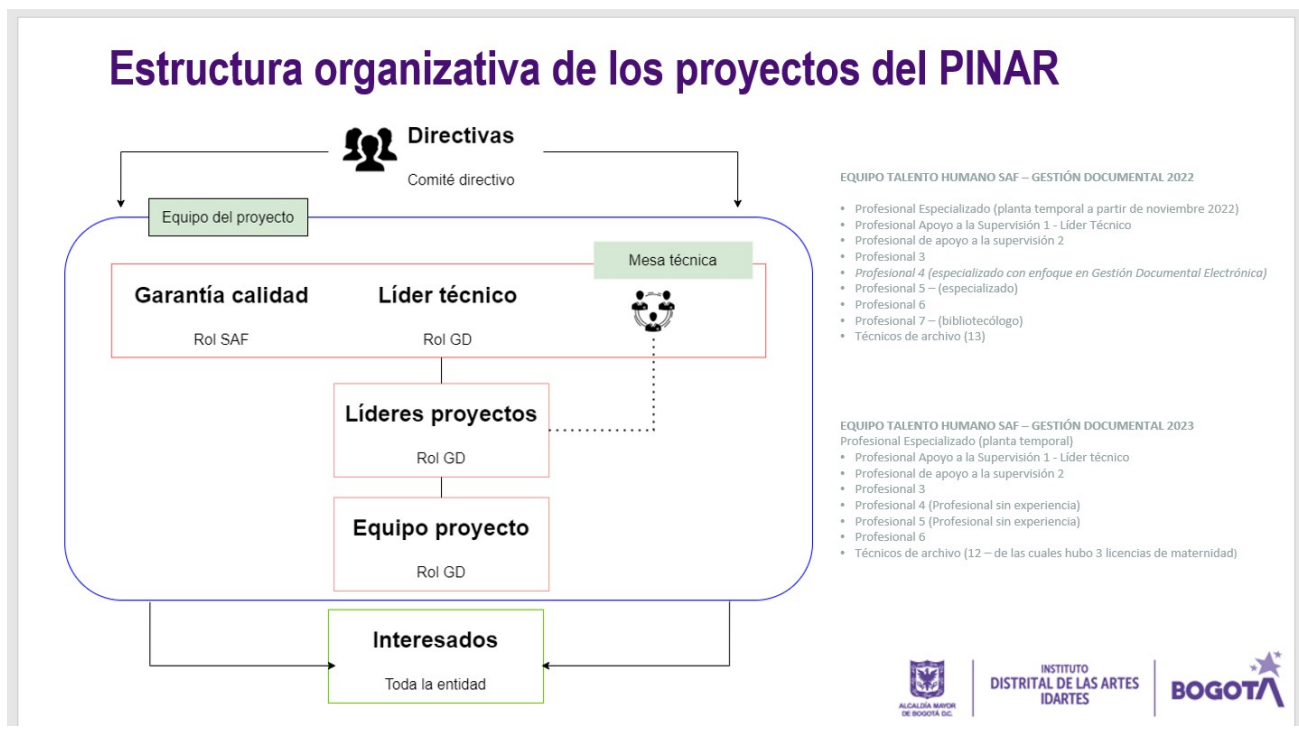 Estructura organizativa de los proyectos del PINAR
Directivas
Comité directivo
Equipo del proyecto
Mesa técnica
Garantía calidad
Rol SAF
Líder técnico
Rol GD
Líderes proyectos
Rol GD
Equipo proyecto
Rol GD
Interesados
Toda la entidad
EQUIPO TALENTO HUMANO SAF – GESTIÓN DOCUMENTAL 2022
• Profesional Especializado (planta temporal a partir de noviembre 2022)
• Profesional Apoyo a la Supervisión 1 - Líder Técnico
• Profesional de apoyo a la supervisión 2
• Profesional 3
• Profesional 4 (especializado con enfoque en Gestión Documental Electrónica)
• Profesional 5 – (especializado)
• Profesional 6
• Profesional 7 – (bibliotecólogo)
• Técnicos de archivo (13)
EQUIPO TALENTO HUMANO SAF – GESTIÓN DOCUMENTAL 2023
Profesional Especializado (planta temporal)
• Profesional Apoyo a la Supervisión 1 - Líder técnico
• Profesional de apoyo a la supervisión 2
• Profesional 3
• Profesional 4 (Profesional sin experiencia)
• Profesional 5 (Profesional sin experiencia)
• Profesional 6
• Técnicos de archivo (12 – de las cuales hubo 3 licencias de maternidad)
ALCALDÍA MAYOR
DE BOGOTÁ D.C.
INSTITUTO
DISTRITAL DE LAS ARTES
IDARTES
BOGOTÁ